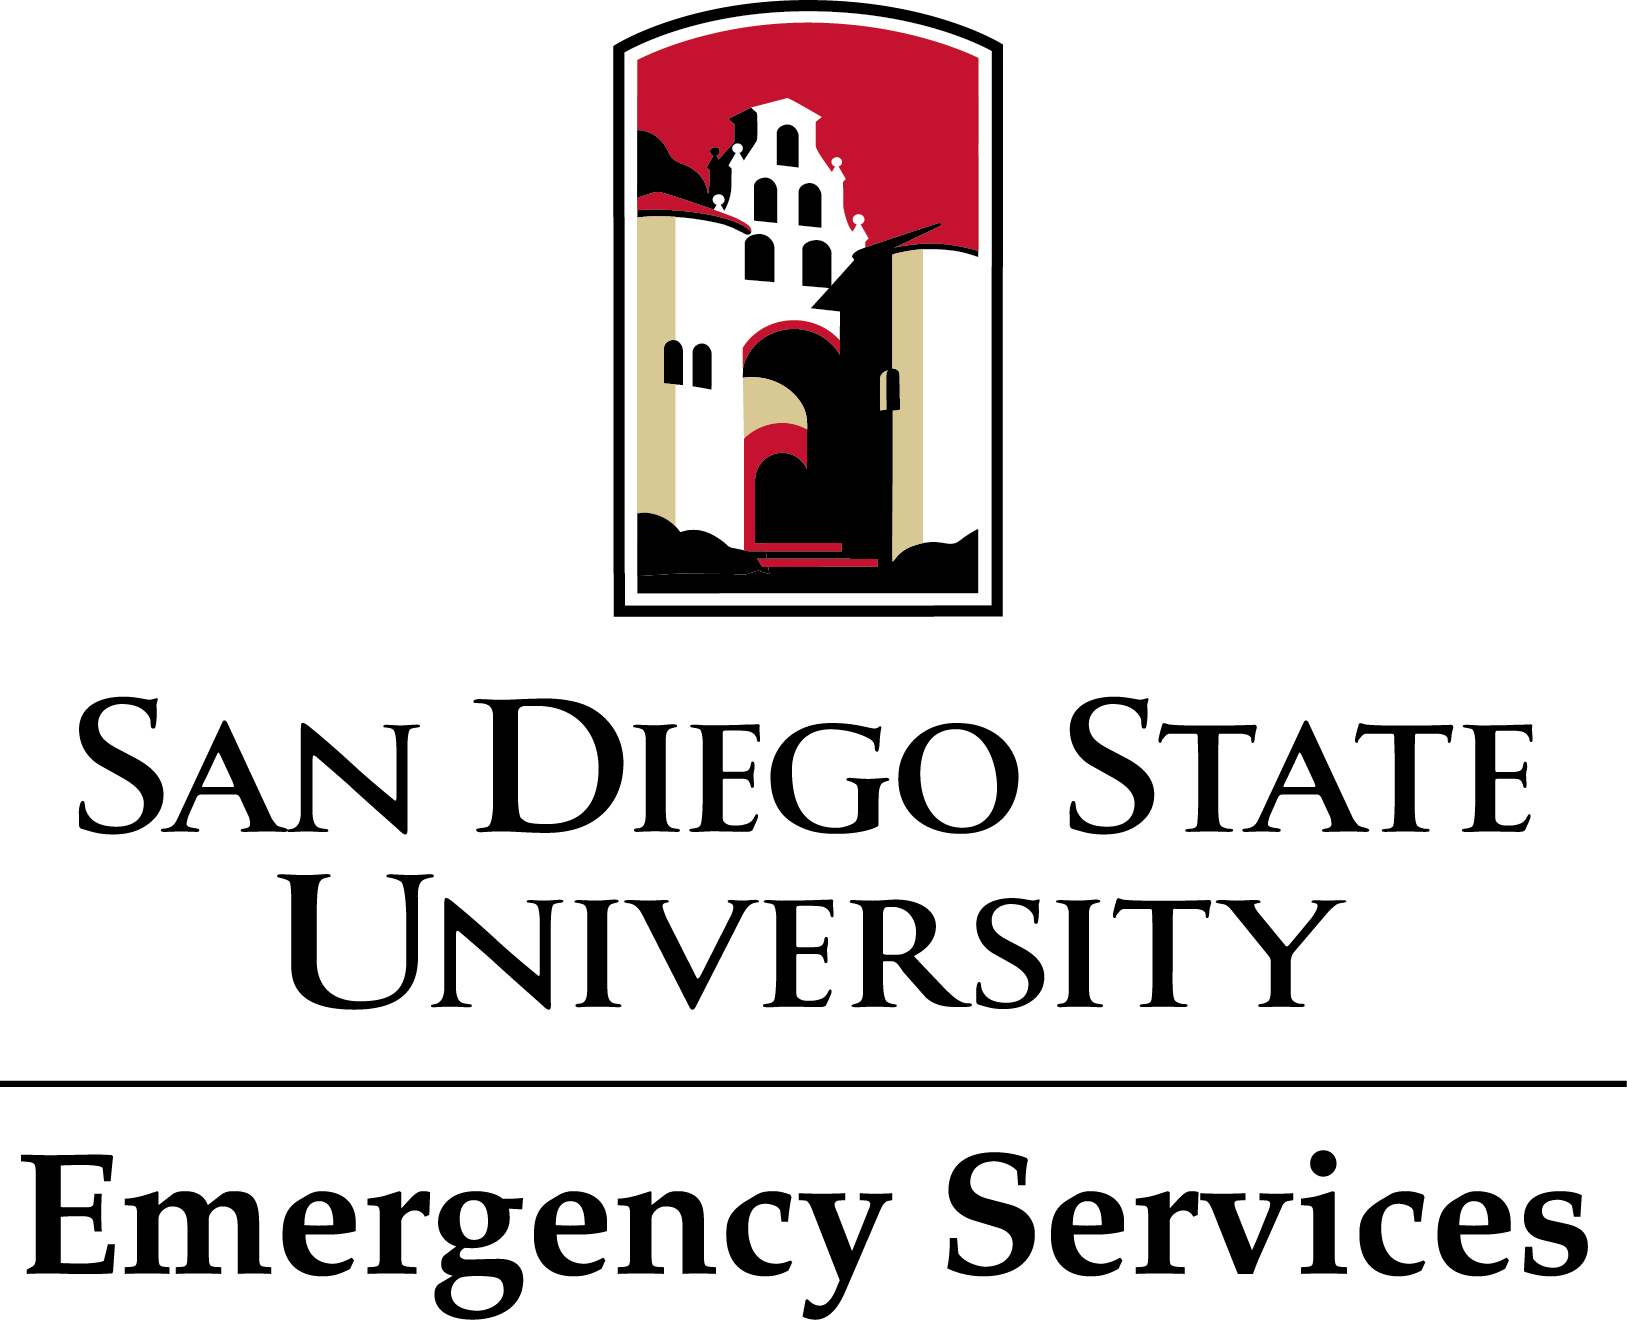 SAN DIEGO STATE
UNIVERSITY
Emergency Services